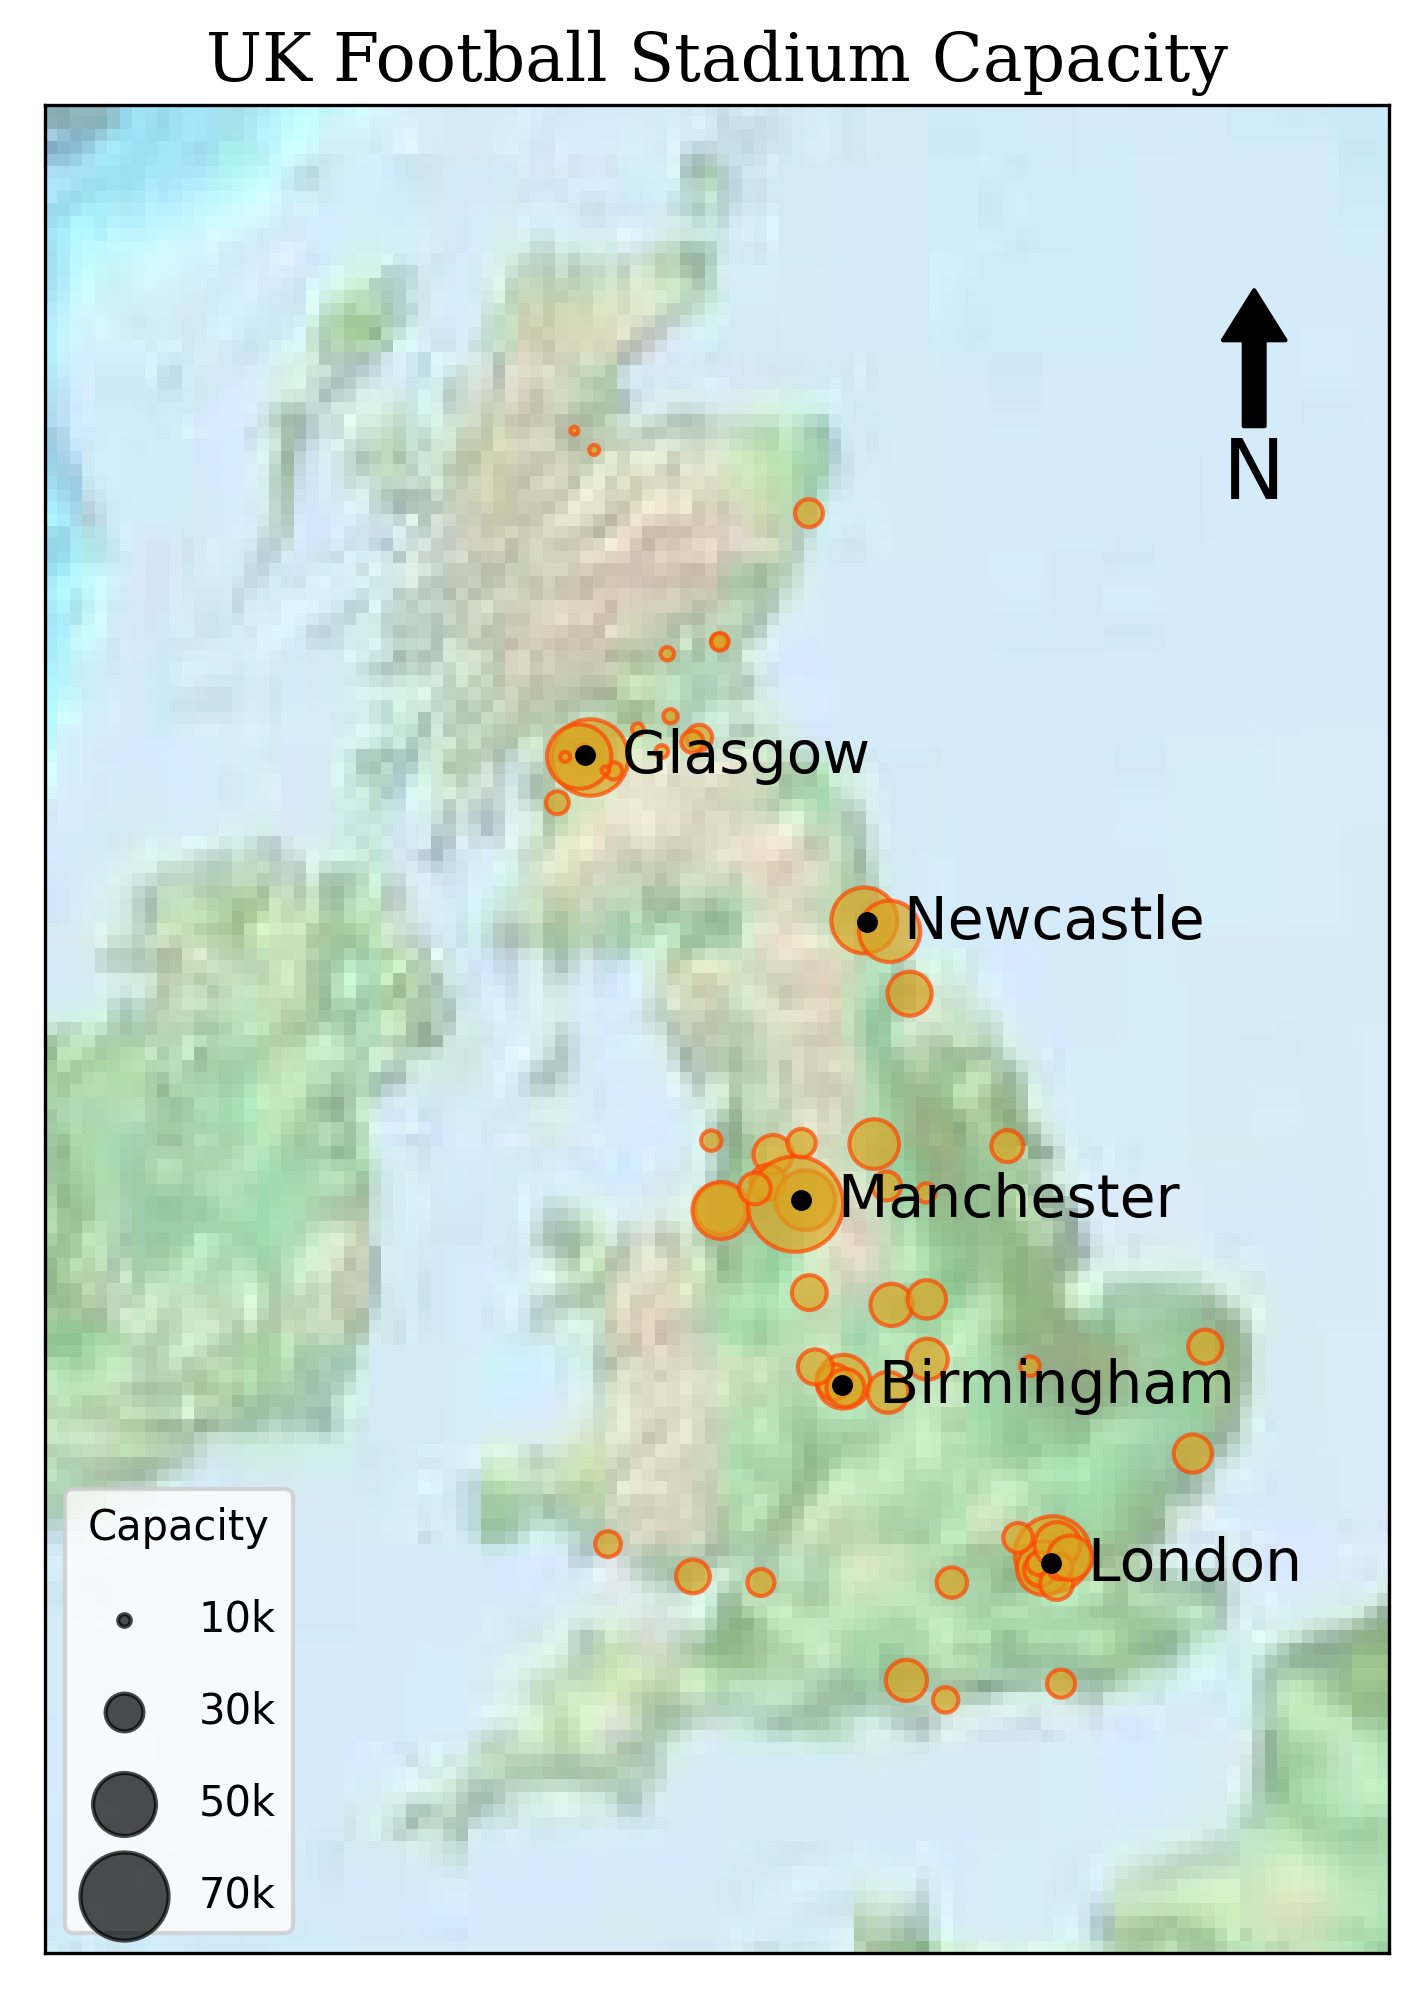 UK Football Stadium Capacity
N
Glasgow
Newcastle
Manchester
Birmingham
London
Capacity
10k
30k
50k
70k